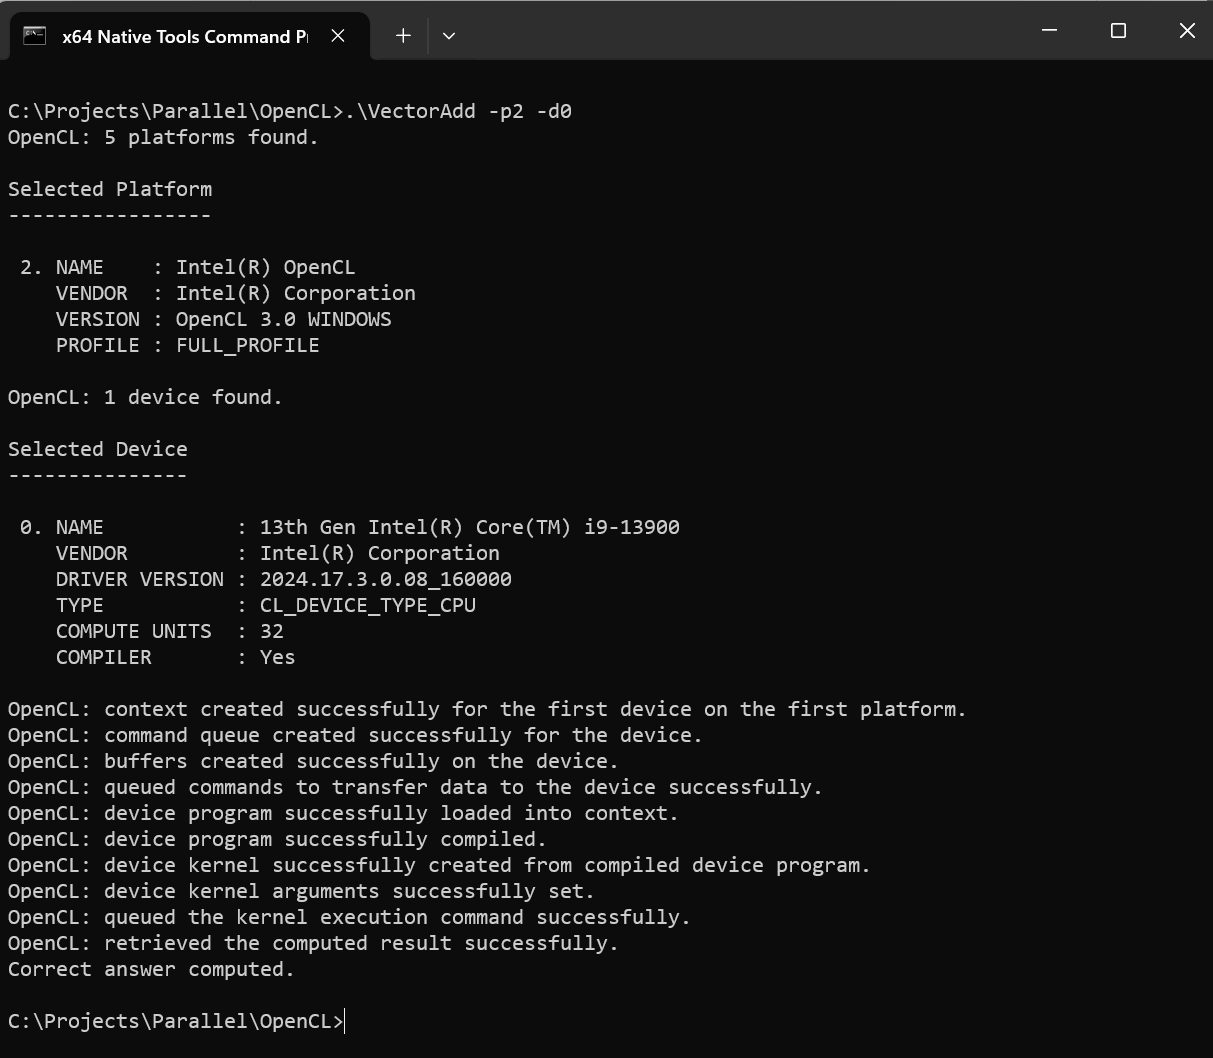 x64 Native Tools Command P
C:\Projects\Parallel\OpenCL>.\VectorAdd -p2 -d0
OpenCL: 5 platforms found.
Selected Platform
-----------------
2. NAME    : Intel(R) OpenCL
VENDOR  : Intel(R) Corporation
VERSION : OpenCL 3.0 WINDOWS
PROFILE : FULL_PROFILE
OpenCL: 1 device found.
Selected Device
---------------
0. NAME           : 13th Gen Intel(R) Core(TM) i9-13900
VENDOR         : Intel(R) Corporation
DRIVER VERSION : 2024.17.3.0.08_160000
TYPE           : CL_DEVICE_TYPE_CPU
COMPUTE UNITS  : 32
COMPILER       : Yes
OpenCL: context created successfully for the first device on the first platform.
OpenCL: command queue created successfully for the device.
OpenCL: buffers created successfully on the device.
OpenCL: queued commands to transfer data to the device successfully.
OpenCL: device program successfully loaded into context.
OpenCL: device program successfully compiled.
OpenCL: device kernel successfully created from compiled device program.
OpenCL: device kernel arguments successfully set.
OpenCL: queued the kernel execution command successfully.
OpenCL: retrieved the computed result successfully.
Correct answer computed.
C:\Projects\Parallel\OpenCL>